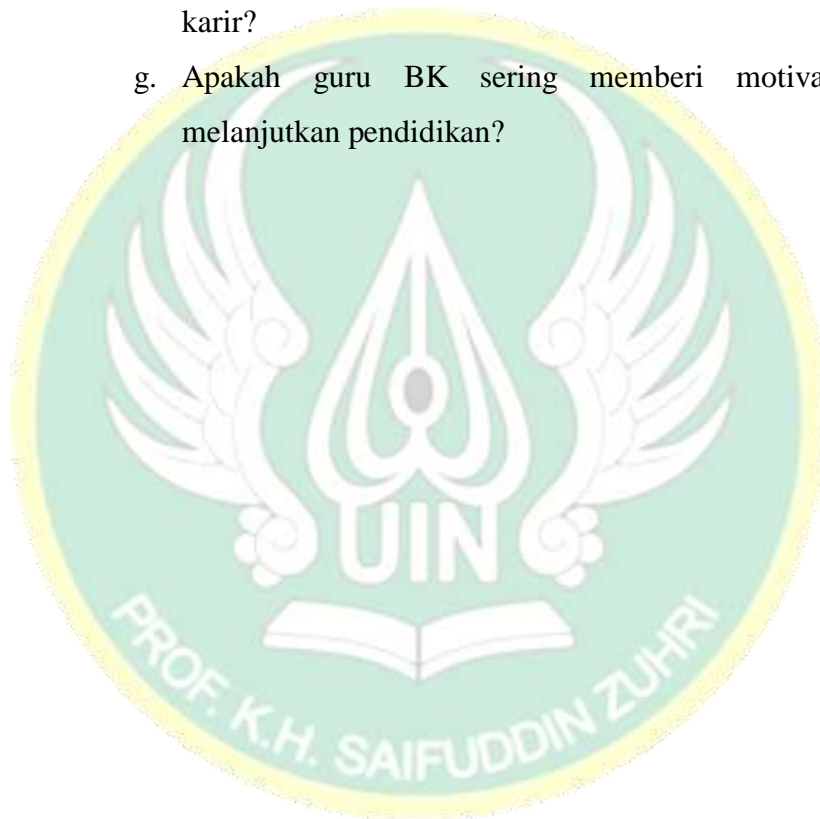 karir?
g. Apakah guru BK sering memberi motiva
melanjutkan pendidikan?
UIN
PROF. K.H. SAIFUDDIN ZUHRI